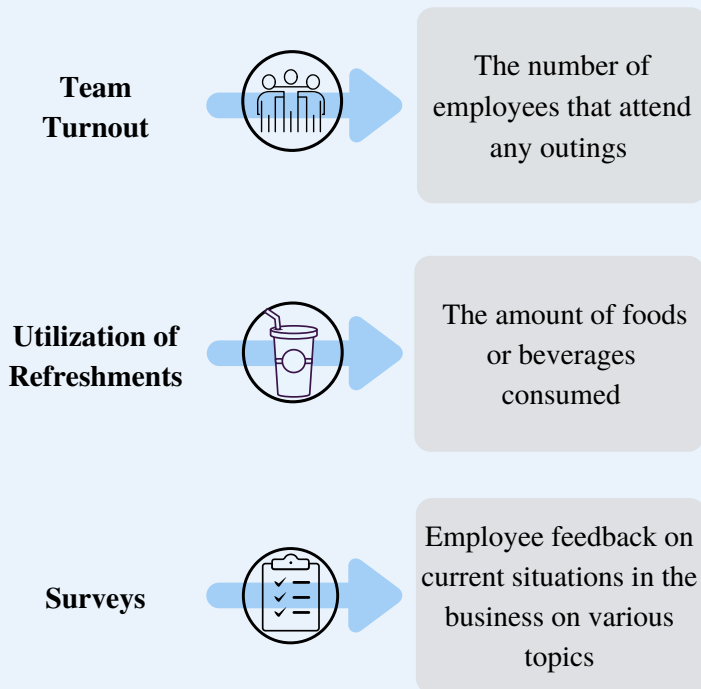 Team
Turnout
The number of
employees that attend
any outings
Utilization of
Refreshments
The amount of foods
or beverages
consumed
Surveys
Employee feedback on
current situations in the
business on various
topics